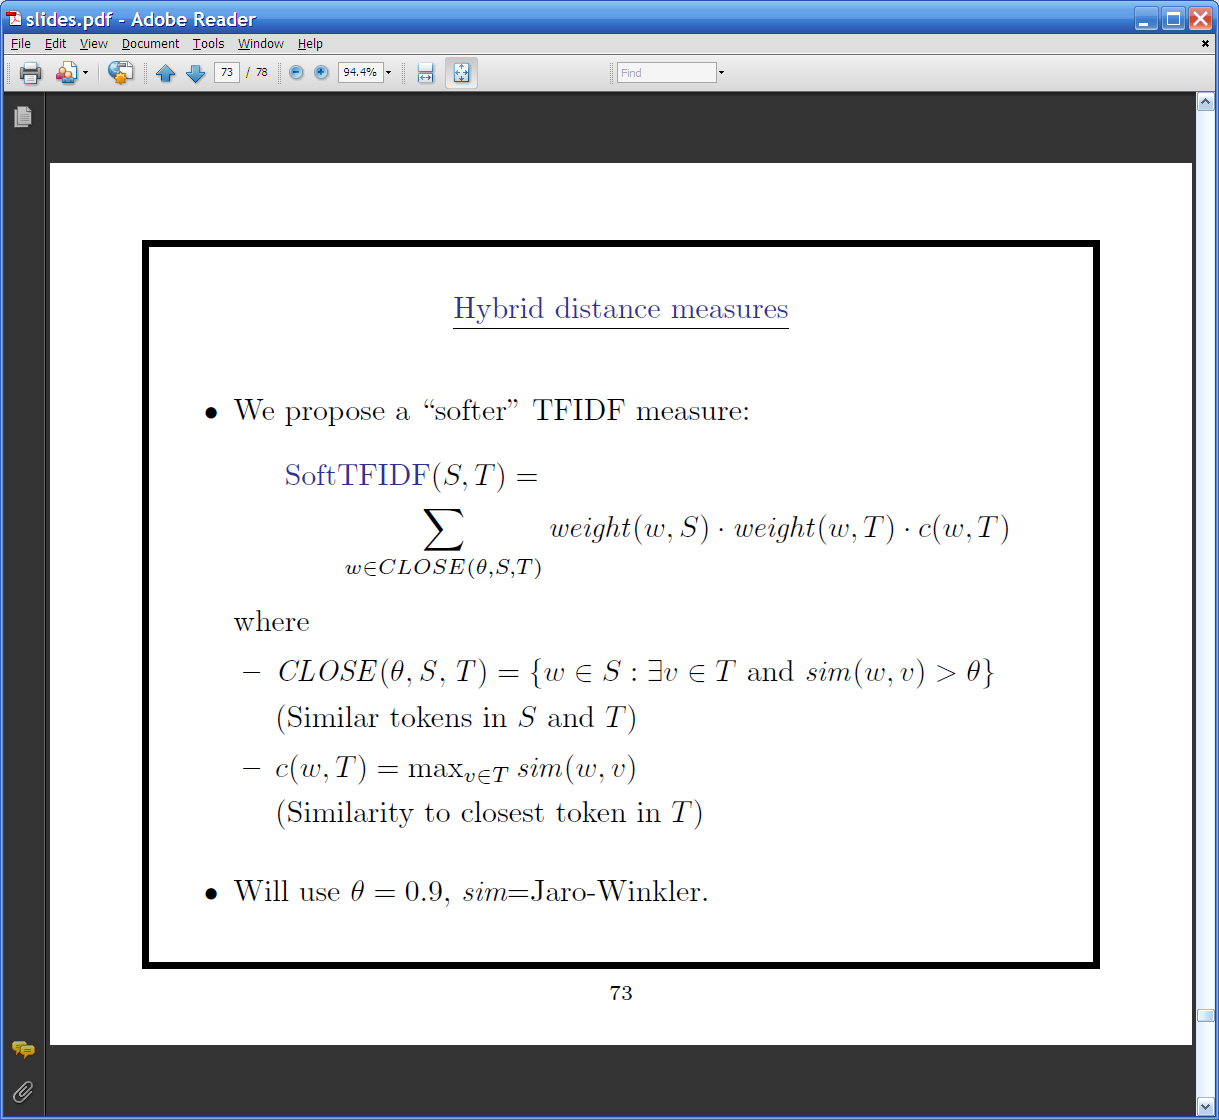 slides.pdf - Adobe Reader
File Edit View Document Tools Window Help
73 / 78 94.4% Find
Hybrid distance measures
• We propose a “softer” TFIDF measure:
SoftTFIDF(S, T) =
∑ weight(w, S) · weight(w, T) · c(w, T)
w∈CLOSE(θ,S,T)
where
– CLOSE(θ, S, T) = {w ∈ S : ∃v ∈ T and sim(w, v) > θ}
(Similar tokens in S and T)
– c(w, T) = max_{v∈T} sim(w, v)
(Similarity to closest token in T)
• Will use θ = 0.9, sim=Jaro-Winkler.
73